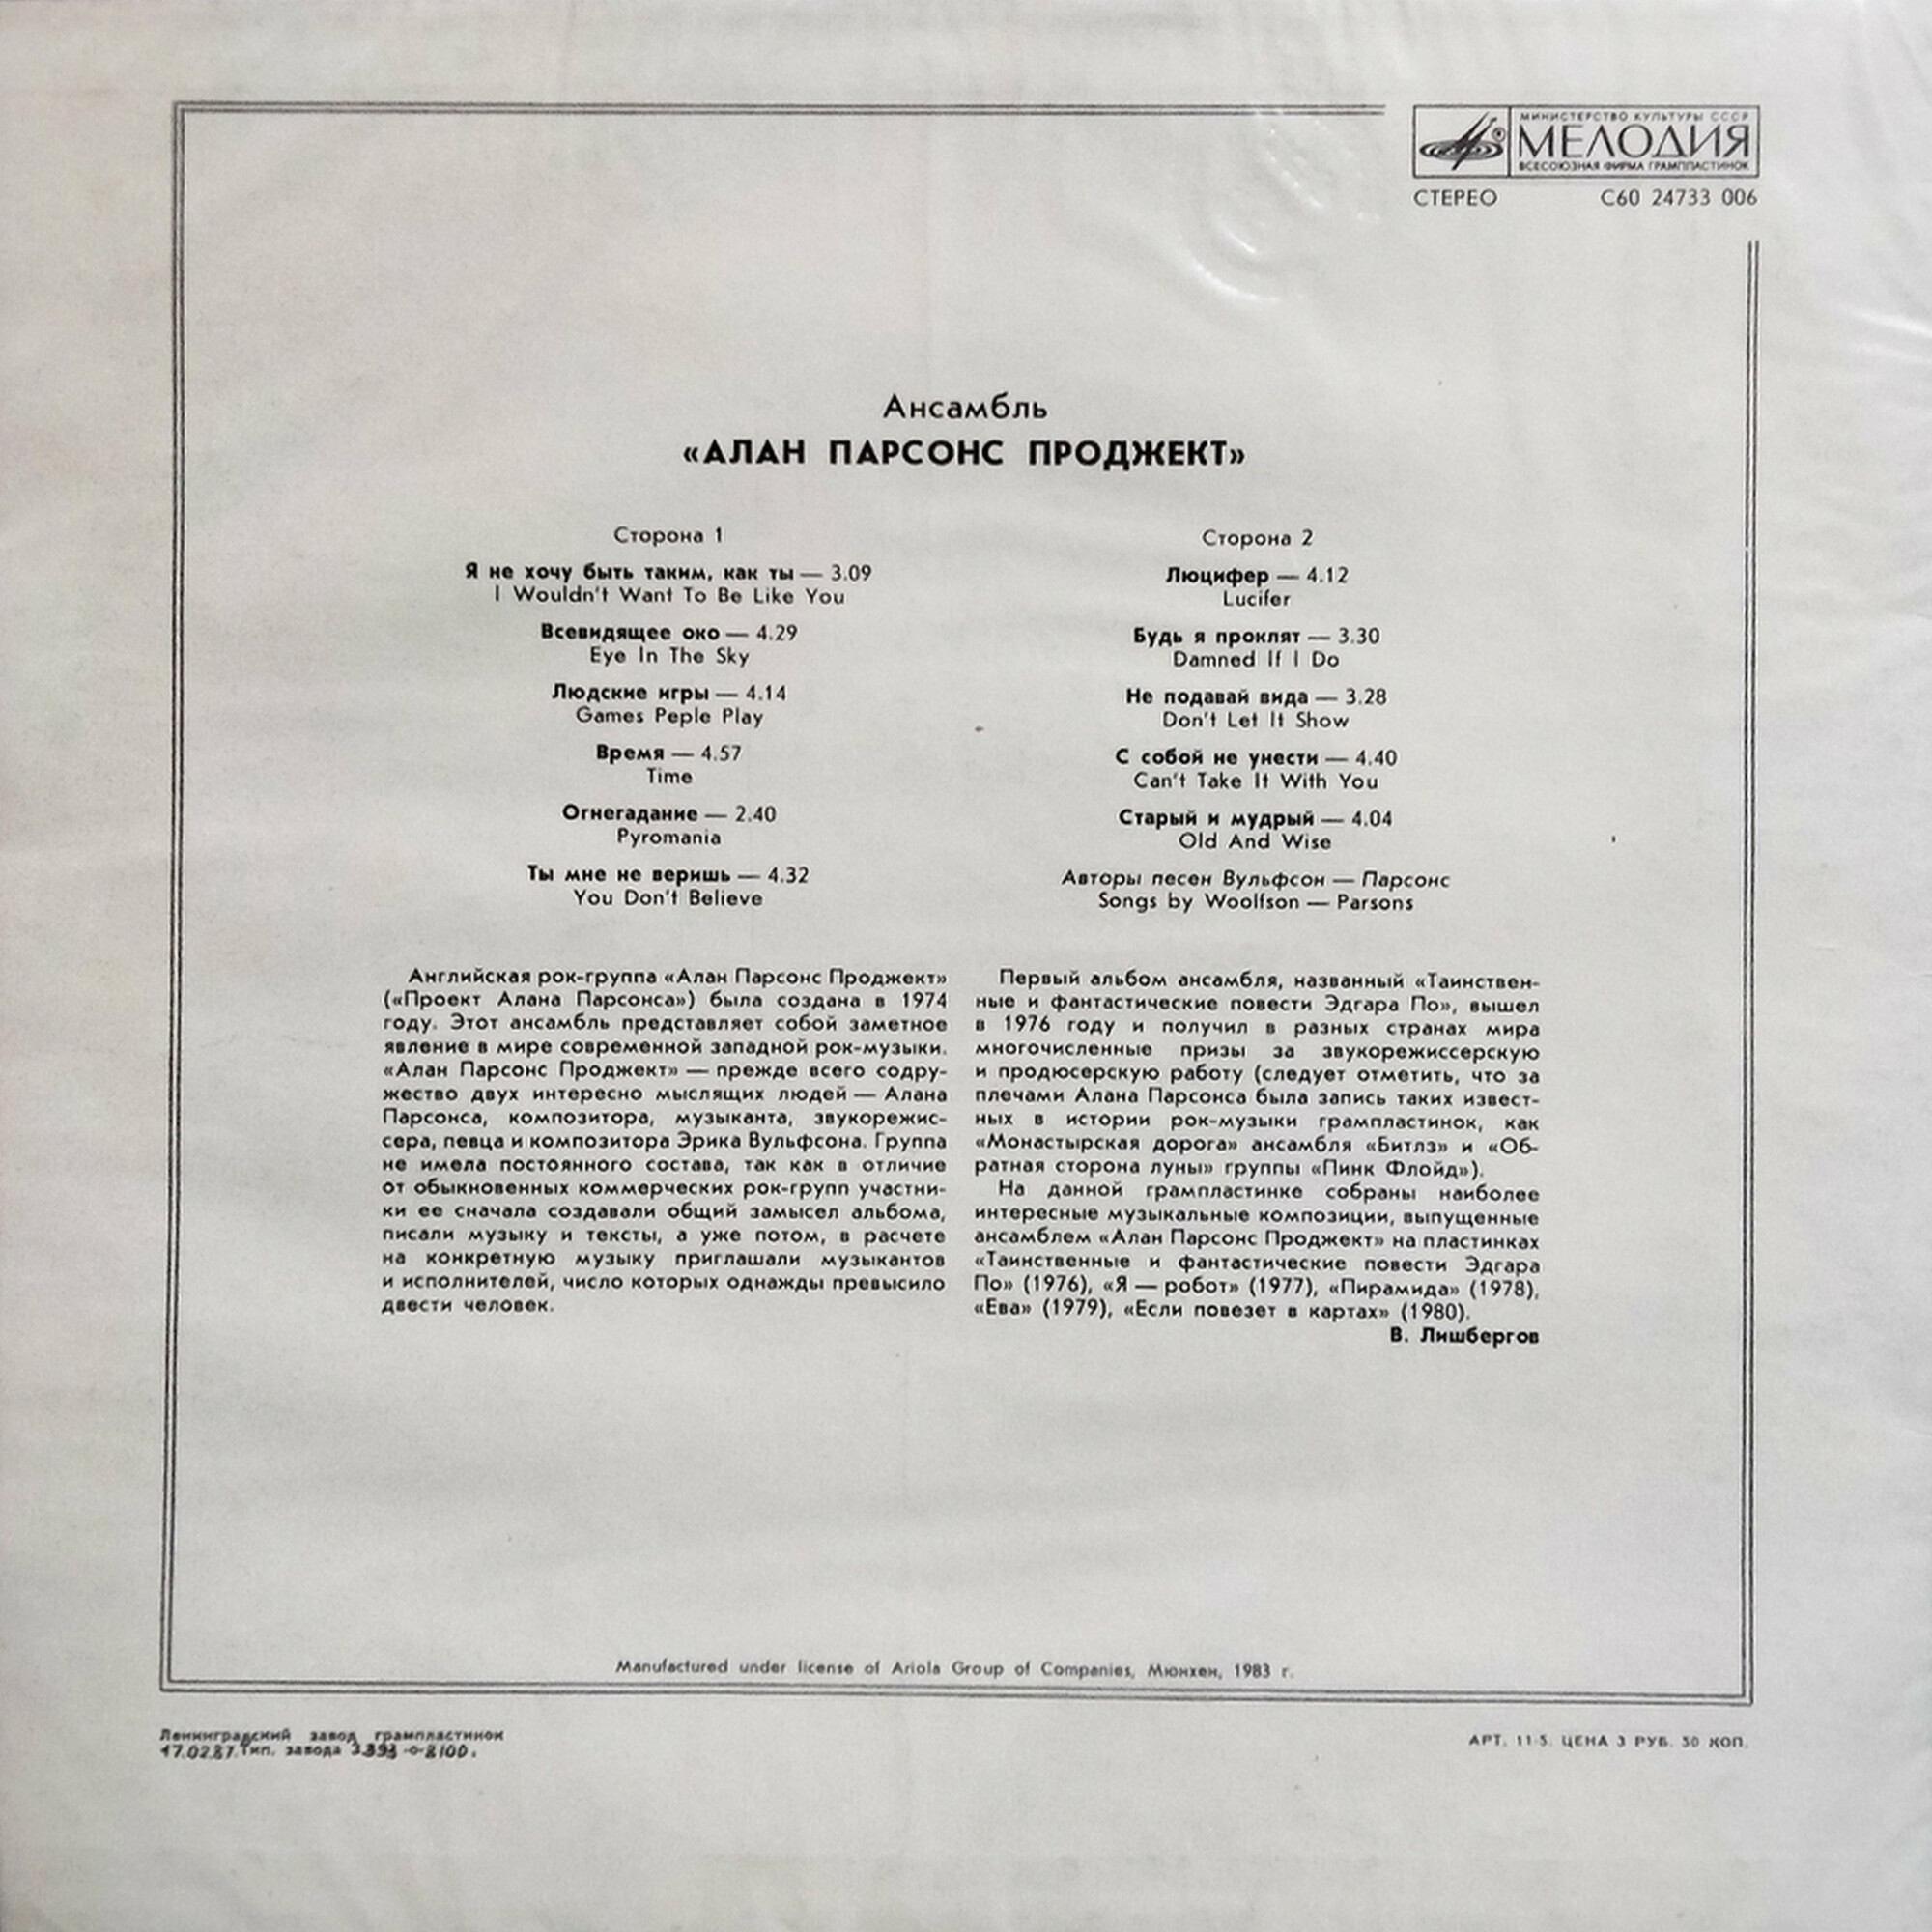 МИНИСТЕРСТВО КУЛЬТУРЫ СССР
МЕЛОДИЯ
ВСЕСОЮЗНАЯ ФИРМА ГРАМПЛАСТИНОК
СТЕРЕО С60 24733 006
Ансамбль
«АЛАН ПАРСОНС ПРОДЖЕКТ»
Сторона 1
Я не хочу быть таким, как ты — 3.09
I Wouldn't Want To Be Like You
Всевидящее око — 4.29
Eye In The Sky
Людские игры — 4.14
Games Peple Play
Время — 4.57
Time
Огнегадание — 2.40
Pyromania
Ты мне не веришь — 4.32
You Don't Believe
Сторона 2
Люцифер — 4.12
Lucifer
Будь я проклят — 3.30
Damned If I Do
Не подавай вида — 3.28
Don't Let It Show
С собой не унести — 4.40
Can't Take It With You
Старый и мудрый — 4.04
Old And Wise
Авторы песен Вульфсон — Парсонс
Songs by Woolfson — Parsons
Английская рок-группа «Алан Парсонс Проджект»
(«Проект Алана Парсонса») была создана в 1974
году. Этот ансамбль представляет собой заметное
явление в мире современной западной рок-музыки.
«Алан Парсонс Проджект» — прежде всего содру-
жество двух интересно мыслящих людей — Алана
Парсонса, композитора, музыканта, звукорежис-
сера, певца и композитора Эрика Вульфсона. Группа
не имела постоянного состава, так как в отличие
от обыкновенных коммерческих рок-групп участни-
ки ее сначала создавали общий замысел альбома,
писали музыку и тексты, а уже потом, в расчете
на конкретную музыку приглашали музыкантов
и исполнителей, число которых однажды превысило
двести человек.
Первый альбом ансамбля, названный «Таинствен-
ные и фантастические повести Эдгара По», вышел
в 1976 году и получил в разных странах мира
многочисленные призы за звукорежиссерскую
и продюсерскую работу (следует отметить, что за
плечами Алана Парсонса была запись таких извест-
ных в истории рок-музыки грампластинок, как
«Монастырская дорога» ансамбля «Битлз» и «Об-
ратная сторона луны» группы «Пинк Флойд»).
На данной грампластинке собраны наиболее
интересные музыкальные композиции, выпущенные
ансамблем «Алан Парсонс Проджект» на пластинках
«Таинственные и фантастические повести Эдгара
По» (1976), «Я — робот» (1977), «Пирамида» (1978),
«Ева» (1979), «Если повезет в картах» (1980).
В. Лишбергов
Manufactured under license of Ariola Group of Companies, Мюнхен, 1983 г.
Ленинградский завод грампластинок
17.02.87. Тип. завода
АРТ. 11-5. ЦЕНА 3 РУБ. 50 КОП.